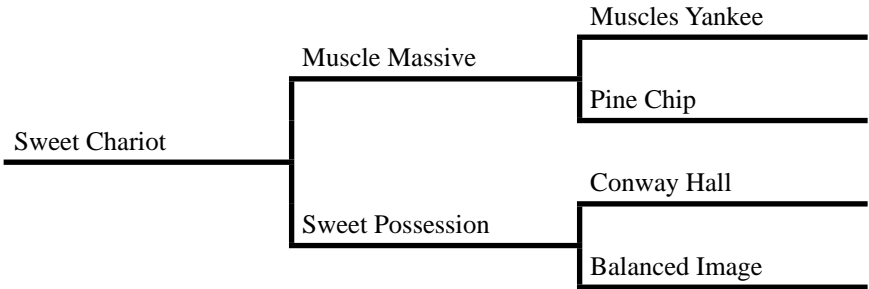 Muscles Yankee
Muscle Massive
Pine Chip
Sweet Chariot
Conway Hall
Sweet Possession
Balanced Image